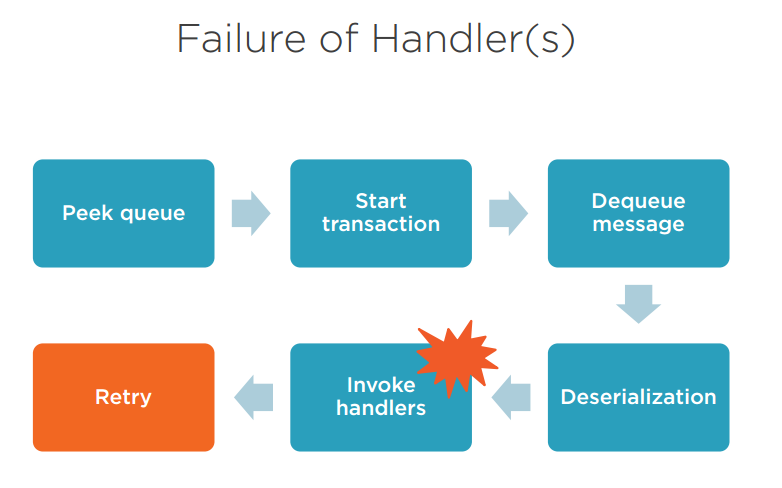 Failure of Handler(s)
Peek queue
Start
transaction
Dequeue
message
Retry
Invoke
handlers
Deserialization